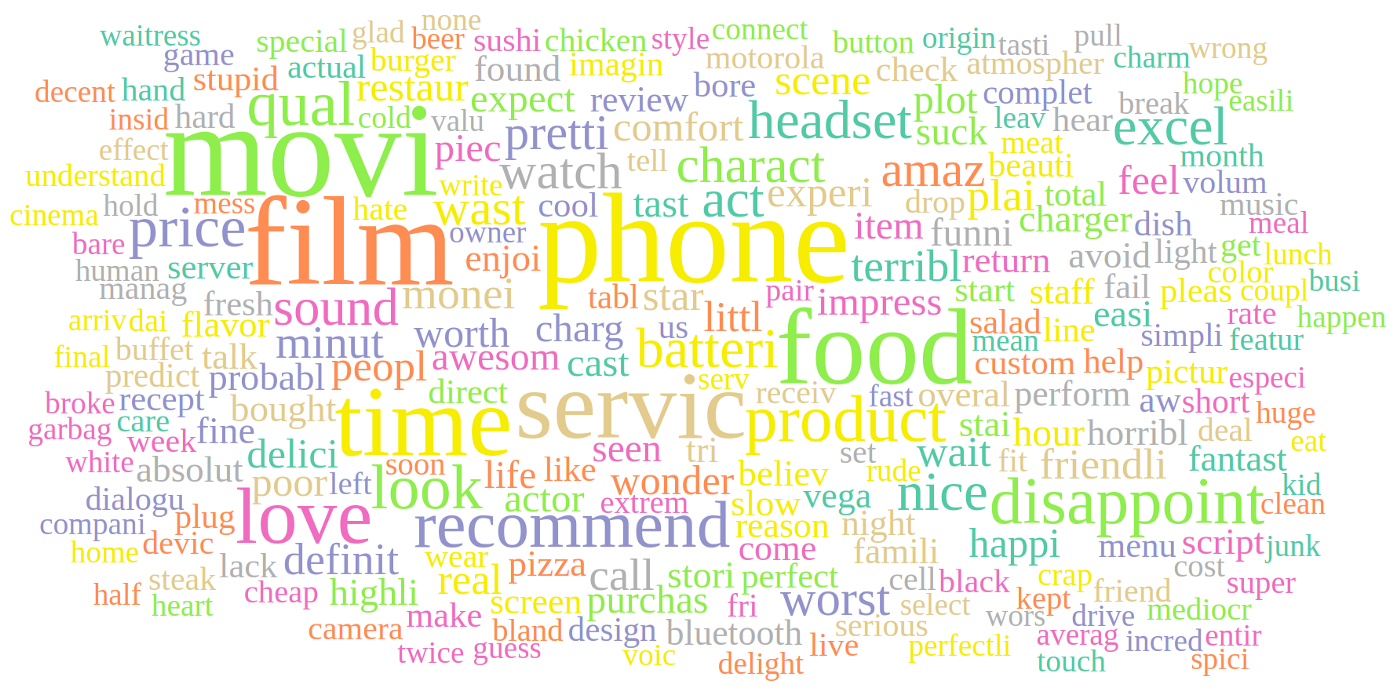 none
waitress special glad beer sushi chicken style connect button origin tasti pull wrong
game actual burger found imagin motorola scene check atmospher charm
decent hand stupid restaur expect review bore plot complet break hope easili
insid hard qual cold valu pretti comfort headset suck leav hear excel
effect movi piec watch tell charact amaz beauti meat month
understand write experi drop plai total feel volum
cinema hold mess hate wast cool tast act item funni charger dish music meal
bare price film owner phone avoid light get lunch
human server enjoi terribl return color busi
manag fresh sound monei tabl star pair impress start staff fail pleas coupl
arriv dai flavor minut worth charg us littl salad line easi rate happen
final buffet talk batteri food mean simpli featur
predict probabl peopl awesom cast serv custom help pictur especi
broke recept bought direct receiv fast overal perform aw short huge
garbag care week fine time servic product stai hour horribl deal eat
white absolut delici soon seen tri set wait fit friendli fantast
dialogu poor left look life like wonder believ rude kid
compani plug love actor extrem slow vega nice disappoint clean
home devic recommend reason night
lack definit wear come famili happi menu script junk
half steak cheap highli real pizza call stori perfect cell black crap cost super
heart screen purchas fri worst select kept friend mediocr
camera make bland design bluetooth live serious wors drive averag incred entir
twice guess voic delight perfectli touch spici